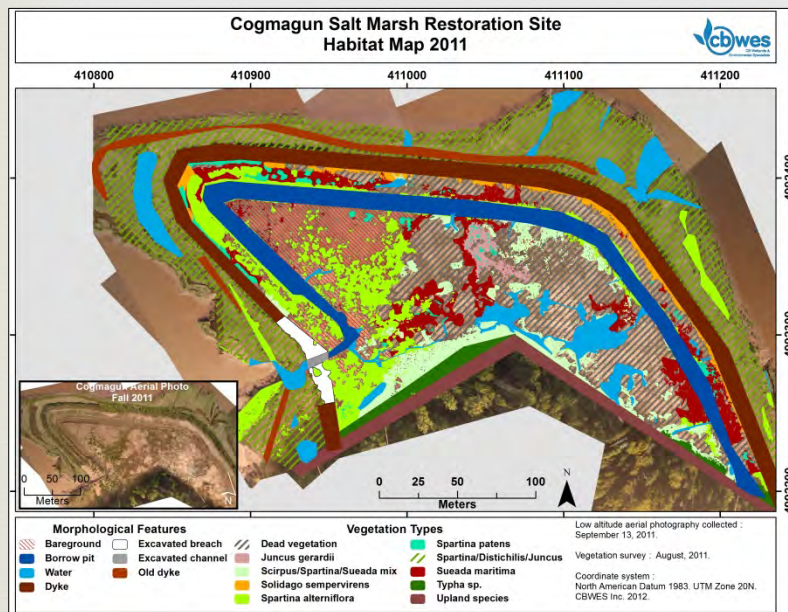 Cogmagun Salt Marsh Restoration Site
Habitat Map 2011
cbwes
410800 410900 411000 411100 411200
Cogmagun Aerial Photo
Fall 2011
0 50 100
Meters
0 25 50 100
Meters
N
Morphological Features
Bareground
Borrow pit
Water
Dyke
Excavated breach
Excavated channel
Old dyke
Vegetation Types
Dead vegetation
Juncus gerardii
Scirpus/Spartina/Sueada mix
Solidago sempervirens
Spartina alterniflora
Spartina patens
Spartina/Distichilis/Juncus
Sueada maritima
Typha sp.
Upland species
Low altitude aerial photography collected :
September 13, 2011.
Vegetation survey : August, 2011.
Coordinate system :
North American Datum 1983. UTM Zone 20N.
CBWES Inc. 2012.